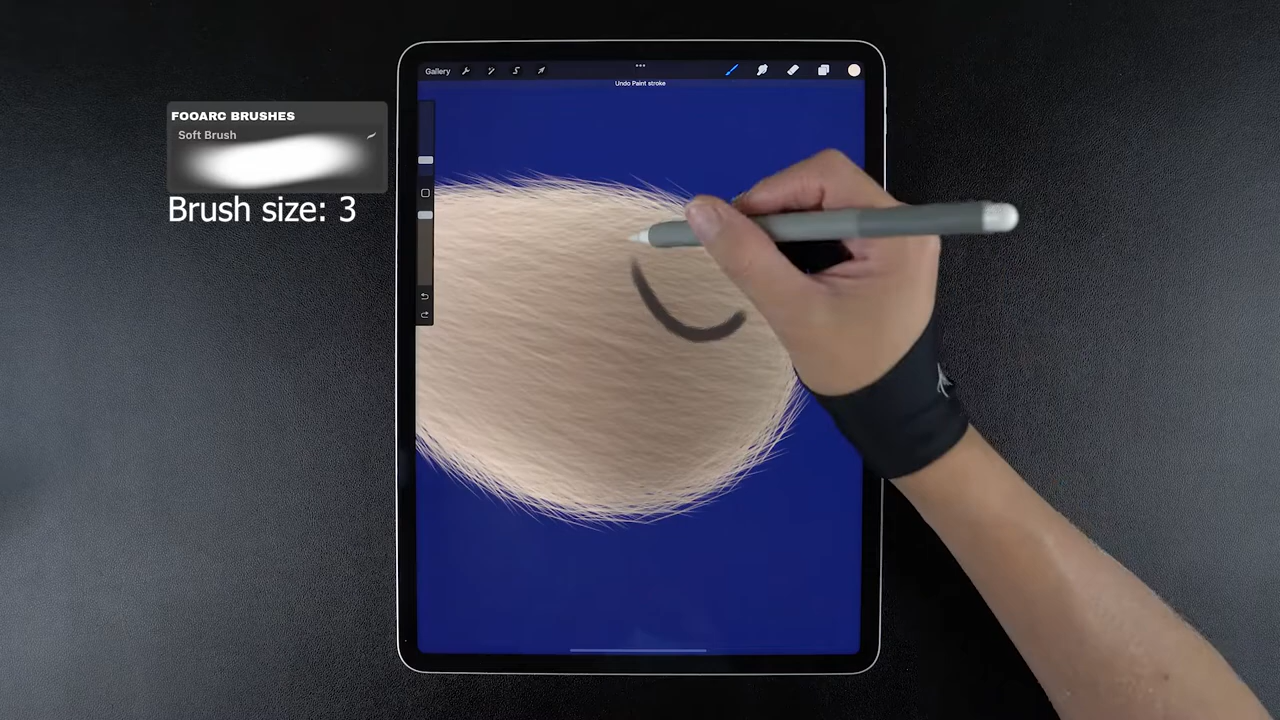 FOOARC BRUSHES
Soft Brush
Brush size: 3
Gallery
Undo Paint stroke